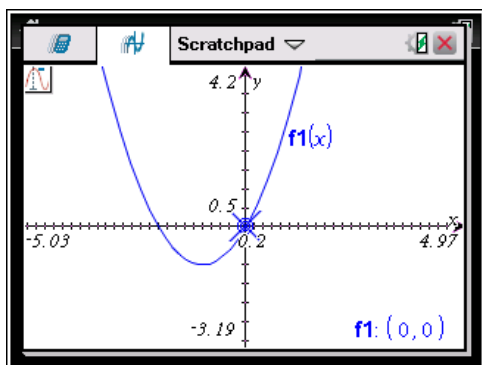 Scratchpad
4.2 y
f1(x)
0.5
x
-5.03 0.2 4.97
-3.19 f1: (0,0)